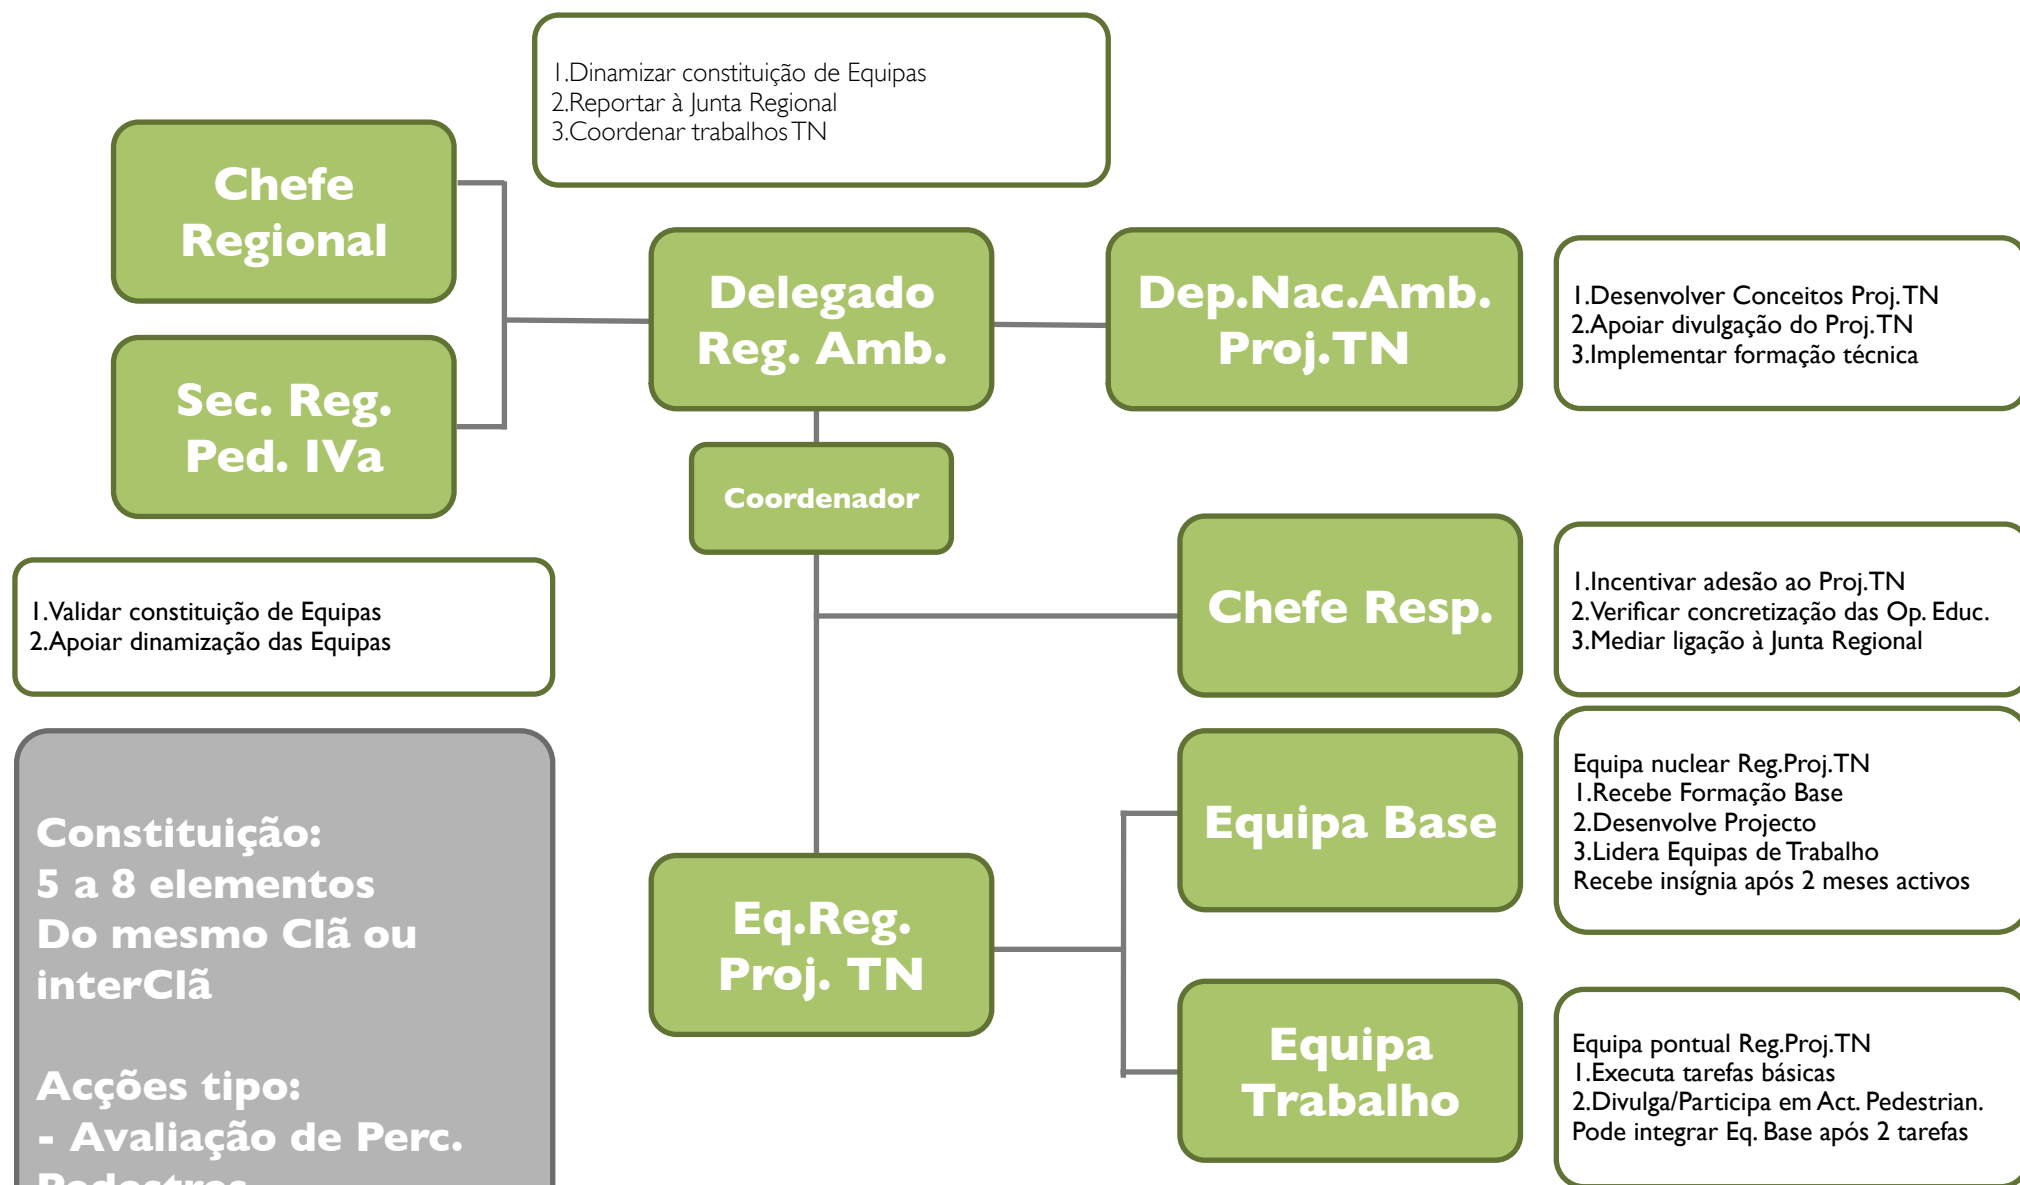 1.Dinamizar constituição de Equipas
2.Reportar à Junta Regional
3.Coordenar trabalhos TN
Chefe
Regional
Sec. Reg.
Ped. IVa
Delegado
Reg. Amb.
Dep.Nac.Amb.
Proj.TN
1.Desenvolver Conceitos Proj.TN
2.Apoiar divulgação do Proj.TN
3.Implementar formação técnica
Coordenador
1.Validar constituição de Equipas
2.Apoiar dinamização das Equipas
Chefe Resp.
1.Incentivar adesão ao Proj.TN
2.Verificar concretização das Op. Educ.
3.Mediar ligação à Junta Regional
Constituição:
5 a 8 elementos
Do mesmo Clã ou
interClã
Acções tipo:
- Avaliação de Perc.
Pedestres
Eq.Reg.
Proj. TN
Equipa Base
Equipa nuclear Reg.Proj.TN
1.Recebe Formação Base
2.Desenvolve Projecto
3.Lidera Equipas de Trabalho
Recebe insígnia após 2 meses activos
Equipa
Trabalho
Equipa pontual Reg.Proj.TN
1.Executa tarefas básicas
2.Divulga/Participa em Act. Pedestrian.
Pode integrar Eq. Base após 2 tarefas